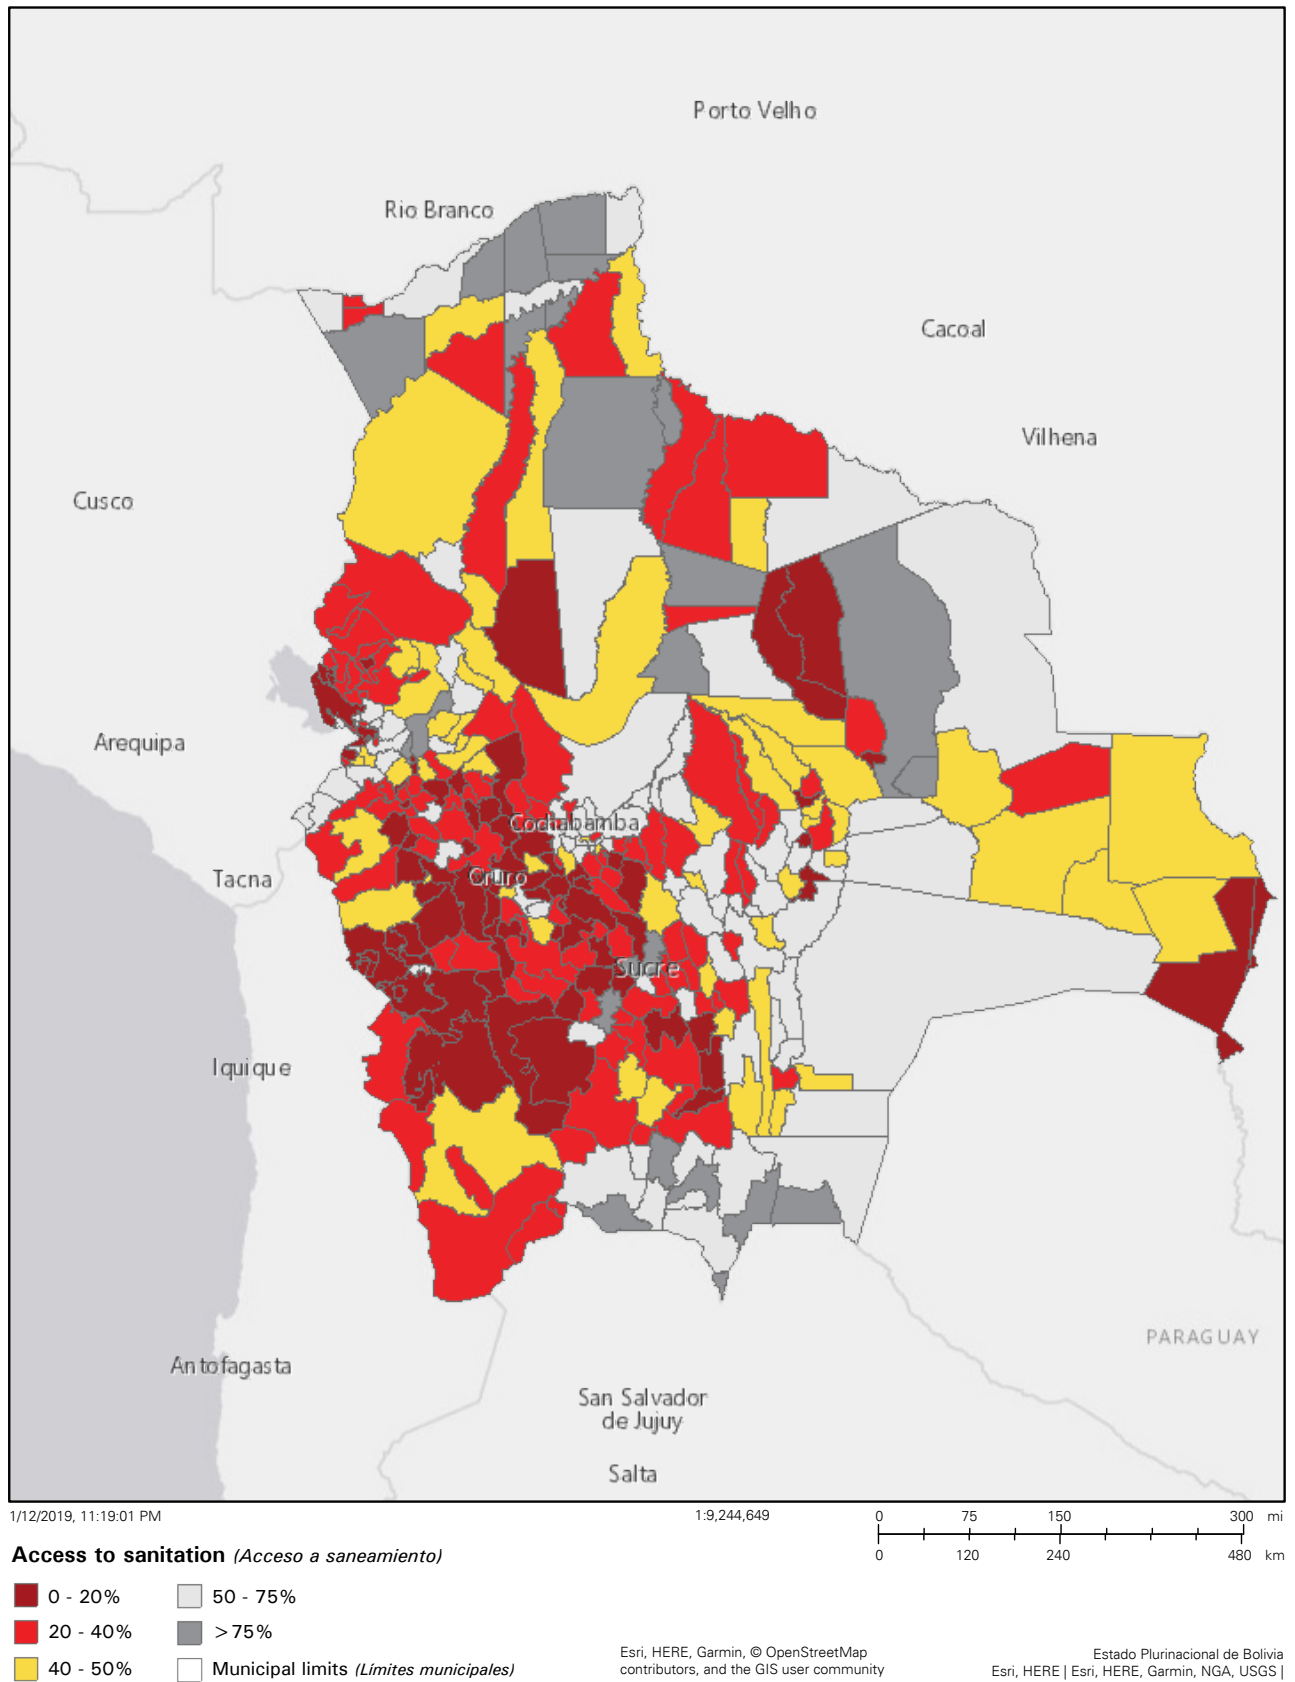 Porto Velho
Rio Branco
Cacoal
Vilhena
Cusco
Arequipa
Cochabamba
Tacna
Oruro
Sucre
Iquique
PARAGUAY
Antofagasta
San Salvador
de Jujuy
Salta
1/12/2019, 11:19:01 PM
1:9,244,649
0 75 150 300 mi
0 120 240 480 km
Access to sanitation (Acceso a saneamiento)
0 - 20%
50 - 75%
20 - 40%
>75%
40 - 50%
Municipal limits (Límites municipales)
Esri, HERE, Garmin, © OpenStreetMap
contributors, and the GIS user community
Estado Plurinacional de Bolivia
Esri, HERE | Esri, HERE, Garmin, NGA, USGS |